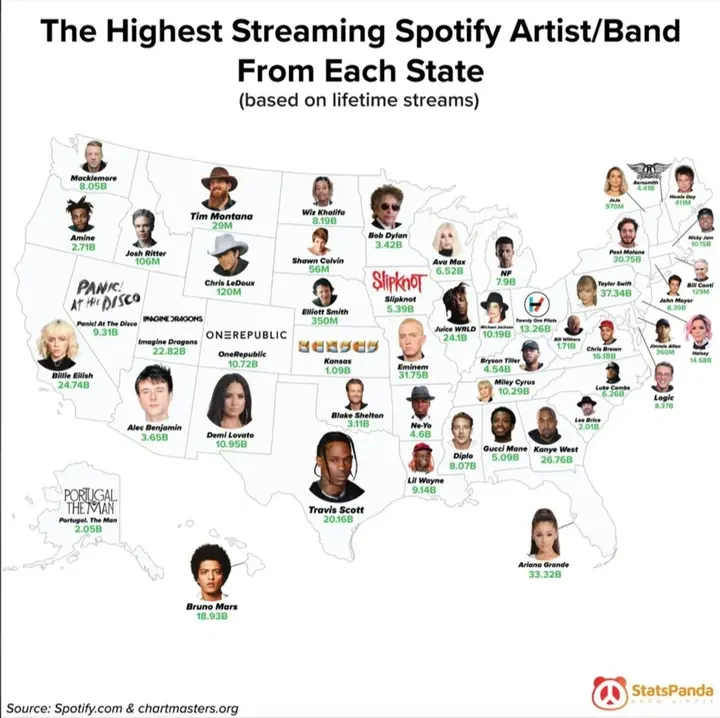 The Highest Streaming Spotify Artist/Band
From Each State
(based on lifetime streams)
Macklemore
8.05B
Tim Montana
29M
Wiz Khalifa
8.19B
Bob Dylan
3.42B
JoJo
570M
AEROSMITH
Aerosmith
4.41B
Howie Day
411M
Amine
2.71B
Josh Ritter
106M
Chris LeDoux
120M
Shawn Colvin
56M
Ava Max
6.52B
NF
7.9B
Post Malone
30.75B
Nicky Jam
10.15B
PANIC!
AT THE DISCO
Panic! At The Disco
9.31B
IMAGINE DRAGONS
Imagine Dragons
22.82B
Elliott Smith
350M
SLIPKNOT
Slipknot
5.39B
Juice WRLD
24.1B
Michael Jackson
10.19B
Twenty One Pilots
13.26B
Taylor Swift
37.34B
Bill Conti
129M
John Mayer
8.39B
Billie Eilish
24.74B
ONEREPUBLIC
OneRepublic
10.72B
KANSAS
Kansas
1.09B
Eminem
31.75B
Bryson Tiller
4.54B
Bill Withers
1.71B
Chris Brown
16.18B
Jimmie Allen
260M
Halsey
14.58B
Alec Benjamin
3.65B
Demi Lovato
10.95B
Blake Shelton
3.11B
Ne-Yo
4.6B
Miley Cyrus
10.29B
Luke Combs
6.26B
Logic
8.37B
Travis Scott
20.16B
Lil Wayne
9.14B
Diplo
8.07B
Gucci Mane
5.09B
Kanye West
26.76B
Lee Brice
2.01B
PORTUGAL
THE MAN
Portugal. The Man
2.05B
Bruno Mars
18.93B
Ariana Grande
33.32B
Source: Spotify.com & chartmasters.org
StatsPanda